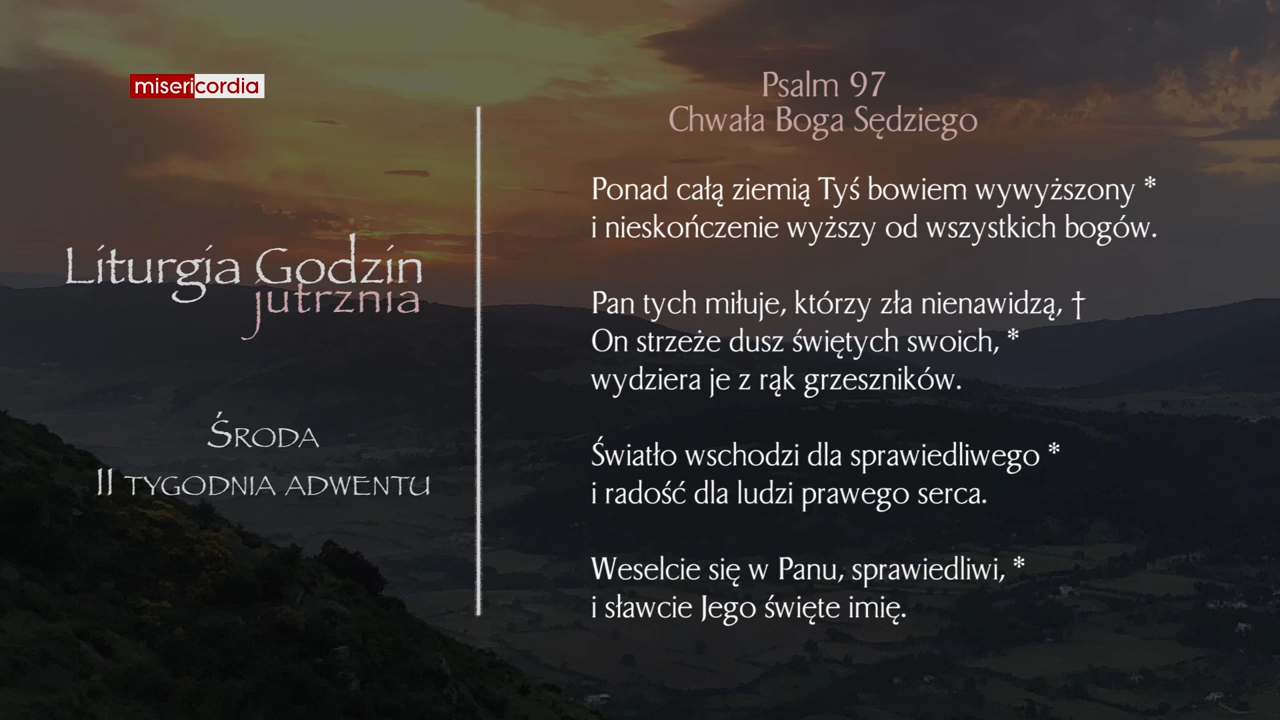 misericordia
Liturgia Godzin
jutrznia
Środa
II tygodnia adwentu
Psalm 97
Chwała Boga Sędziego
Ponad całą ziemią Tyś bowiem wywyższony *
i nieskończenie wyższy od wszystkich bogów.
Pan tych miłuje, którzy zła nienawidzą, †
On strzeże dusz świętych swoich, *
wydziera je z rąk grzeszników.
Światło wschodzi dla sprawiedliwego *
i radość dla ludzi prawego serca.
Weselcie się w Panu, sprawiedliwi, *
i sławcie Jego święte imię.